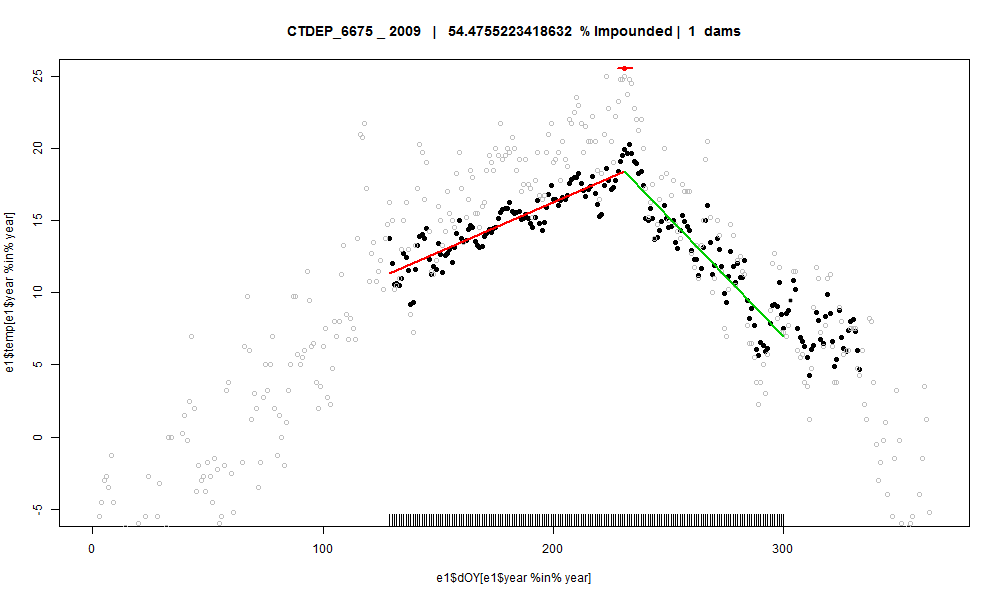 CTDEP_6675 _ 2009 | 54.4755223418632 % Impounded | 1 dams
e1$temp[e1$year %in% year]
25
20
15
10
5
0
-5
0 100 200 300
e1$dOY[e1$year %in% year]